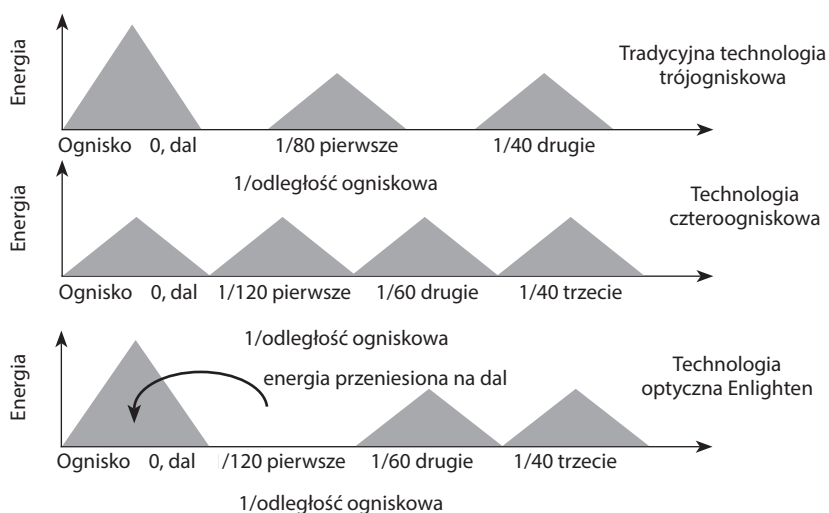 Energia
Tradycyjna technologia
trójogniskowa
Ognisko 0, dal 1/80 pierwsze 1/40 drugie
1/odległość ogniskowa
Energia
Technologia
czteroogniskowa
Ognisko 0, dal 1/120 pierwsze 1/60 drugie 1/40 trzecie
1/odległość ogniskowa
energia przeniesiona na dal
Energia
Technologia
optyczna Enlighten
Ognisko 0, dal 1/120 pierwsze 1/60 drugie 1/40 trzecie
1/odległość ogniskowa